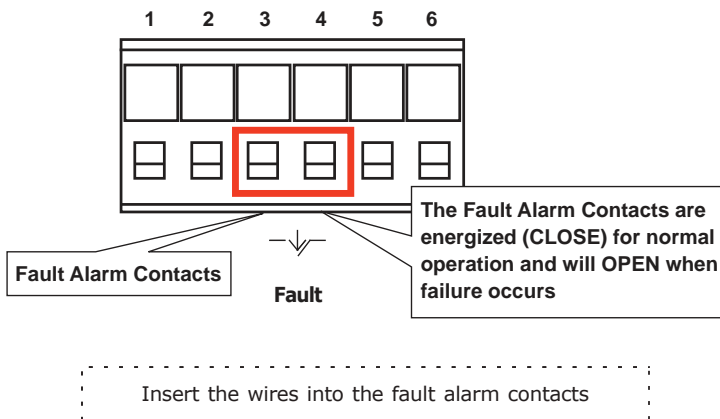 1 2 3 4 5 6
The Fault Alarm Contacts are
energized (CLOSE) for normal
operation and will OPEN when
failure occurs
Fault Alarm Contacts
Fault
Insert the wires into the fault alarm contacts